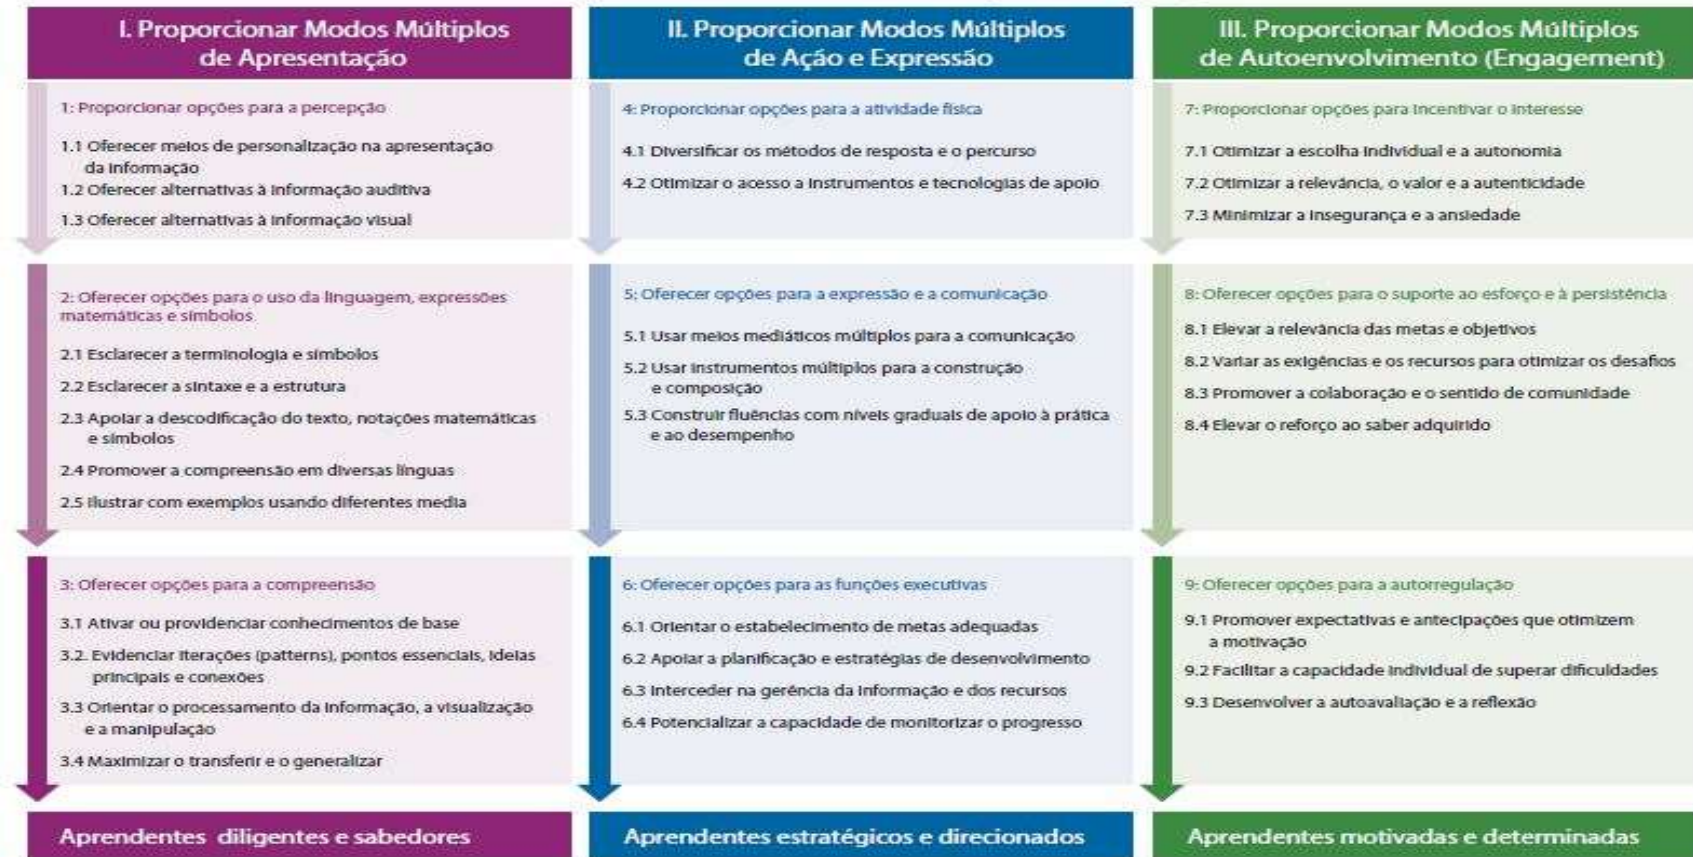 I. Proporcionar Modos Múltiplos
de Apresentação
1: Proporcionar opções para a percepção
1.1 Oferecer meios de personalização na apresentação
da informação
1.2 Oferecer alternativas à informação auditiva
1.3 Oferecer alternativas à informação visual
2: Oferecer opções para o uso da linguagem, expressões
matemáticas e símbolos
2.1 Esclarecer a terminologia e símbolos
2.2 Esclarecer a sintaxe e a estrutura
2.3 Apoiar a descodificação do texto, notações matemáticas
e símbolos
2.4 Promover a compreensão em diversas línguas
2.5 Ilustrar com exemplos usando diferentes media
3: Oferecer opções para a compreensão
3.1 Ativar ou providenciar conhecimentos de base
3.2. Evidenciar iterações (patterns), pontos essenciais, ideias
principais e conexões
3.3 Orientar o processamento da informação, a visualização
e a manipulação
3.4 Maximizar o transferir e o generalizar
Aprendentes diligentes e sabedores
II. Proporcionar Modos Múltiplos
de Ação e Expressão
4: Proporcionar opções para a atividade física
4.1 Diversificar os métodos de resposta e o percurso
4.2 Otimizar o acesso a instrumentos e tecnologias de apoio
5: Oferecer opções para a expressão e a comunicação
5.1 Usar meios mediáticos múltiplos para a comunicação
5.2 Usar instrumentos múltiplos para a construção
e composição
5.3 Construir fluências com níveis graduais de apoio à prática
e ao desempenho
6: Oferecer opções para as funções executivas
6.1 Orientar o estabelecimento de metas adequadas
6.2 Apoiar a planificação e estratégias de desenvolvimento
6.3 Interceder na gerência da informação e dos recursos
6.4 Potencializar a capacidade de monitorizar o progresso
Aprendentes estratégicos e direcionados
III. Proporcionar Modos Múltiplos
de Autoenvolvimento (Engagement)
7: Proporcionar opções para incentivar o interesse
7.1 Otimizar a escolha individual e a autonomia
7.2 Otimizar a relevância, o valor e a autenticidade
7.3 Minimizar a insegurança e a ansiedade
8: Oferecer opções para o suporte ao esforço e à persistência
8.1 Elevar a relevância das metas e objetivos
8.2 Variar as exigências e os recursos para otimizar os desafios
8.3 Promover a colaboração e o sentido de comunidade
8.4 Elevar o reforço ao saber adquirido
9: Oferecer opções para a autorregulação
9.1 Promover expectativas e antecipações que otimizem
a motivação
9.2 Facilitar a capacidade individual de superar dificuldades
9.3 Desenvolver a autoavaliação e a reflexão
Aprendentes motivadas e determinadas